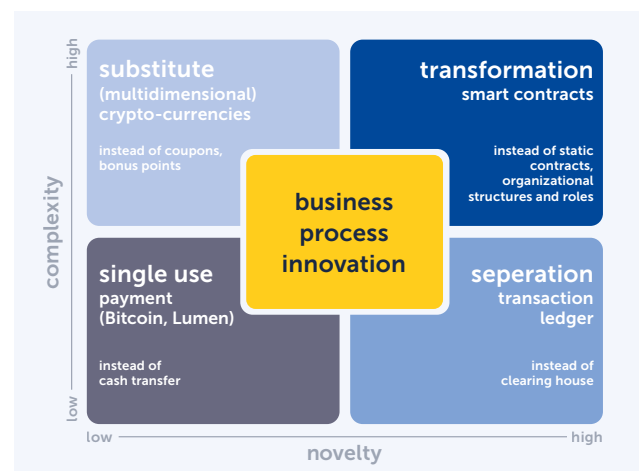 high
complexity
low
substitute
(multidimensional)
crypto-currencies
instead of coupons,
bonus points
transformation
smart contracts
instead of static
contracts,
organizational
structures and roles
business
process
innovation
single use
payment
(Bitcoin, Lumen)
instead of
cash transfer
seperation
transaction
ledger
instead of
clearing house
low
novelty
high